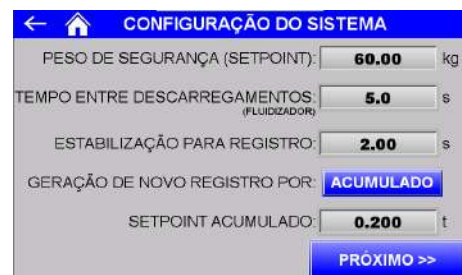 ← CONFIGURAÇÃO DO SISTEMA
PESO DE SEGURANÇA (SETPOINT): 60.00 kg
TEMPO ENTRE DESCARREGAMENTOS: 5.0 s
(FLUIDIZADOR)
ESTABILIZAÇÃO PARA REGISTRO: 2.00 s
GERAÇÃO DE NOVO REGISTRO POR: ACUMULADO
SETPOINT ACUMULADO: 0.200 t
PRÓXIMO >>